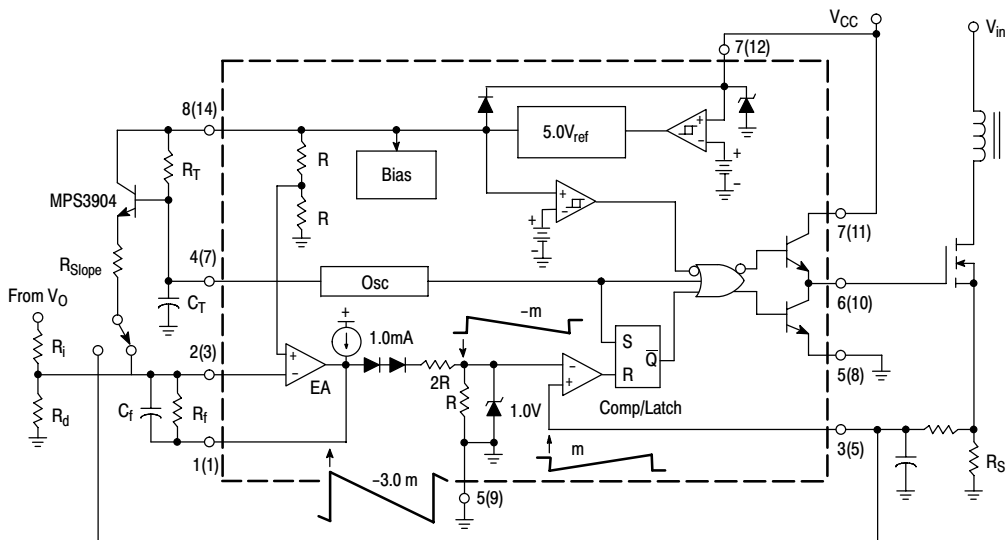 V_CC
V_in
7(12)
8(14)
R_T
R
5.0V_ref
+
−
+
−
Bias
MPS3904
R
+
−
+
−
7(11)
R_Slope
4(7)
Osc
6(10)
From V_O
C_T
+
1.0mA
−m
S
Q̅
R
R_i
2(3)
+
−
EA
2R
R
1.0V
−
+
Comp/Latch
5(8)
R_d
C_f
R_f
1(1)
m
3(5)
R_S
−3.0 m
5(9)